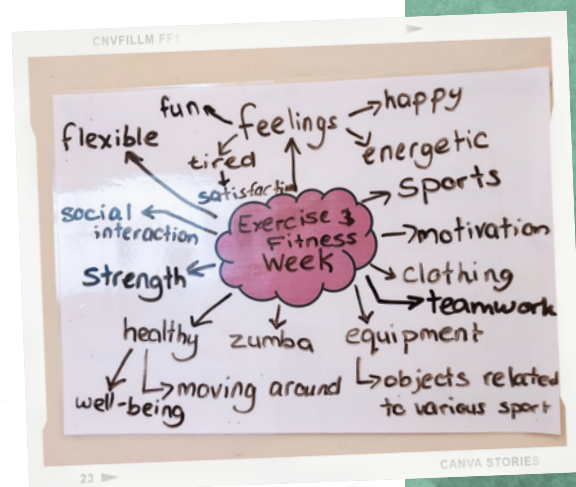 CNVFILLM FF1
fun
feelings
happy
flexible
tired
energetic
satisfaction
sports
social
interaction
Exercise &
Fitness
Week
motivation
strength
clothing
teamwork
healthy
zumba
equipment
well-being
moving around
objects related
to various sport
23
CANVA STORIES